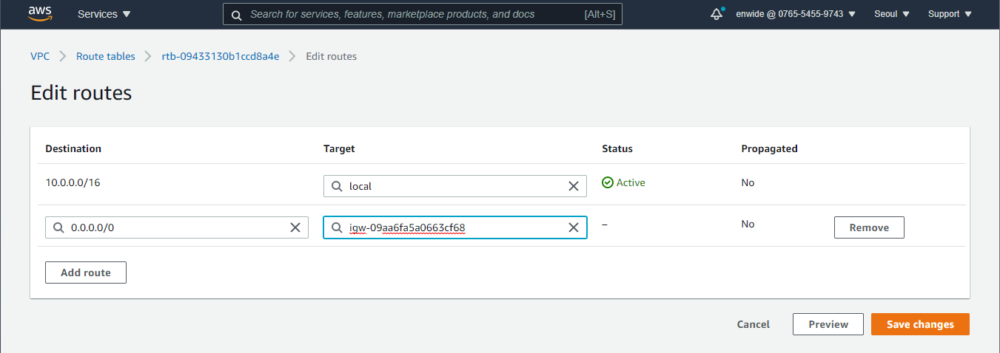 aws Services Search for services, features, marketplace products, and docs [Alt+S] enwide @ 0765-5455-9743 Seoul Support
VPC Route tables rtb-09433130b1ccd8a4e Edit routes
Edit routes
Destination Target Status Propagated
10.0.0.0/16 local Active No
0.0.0.0/0 igw-09aa6fa5a0663cf68 – No Remove
Add route
Cancel Preview Save changes